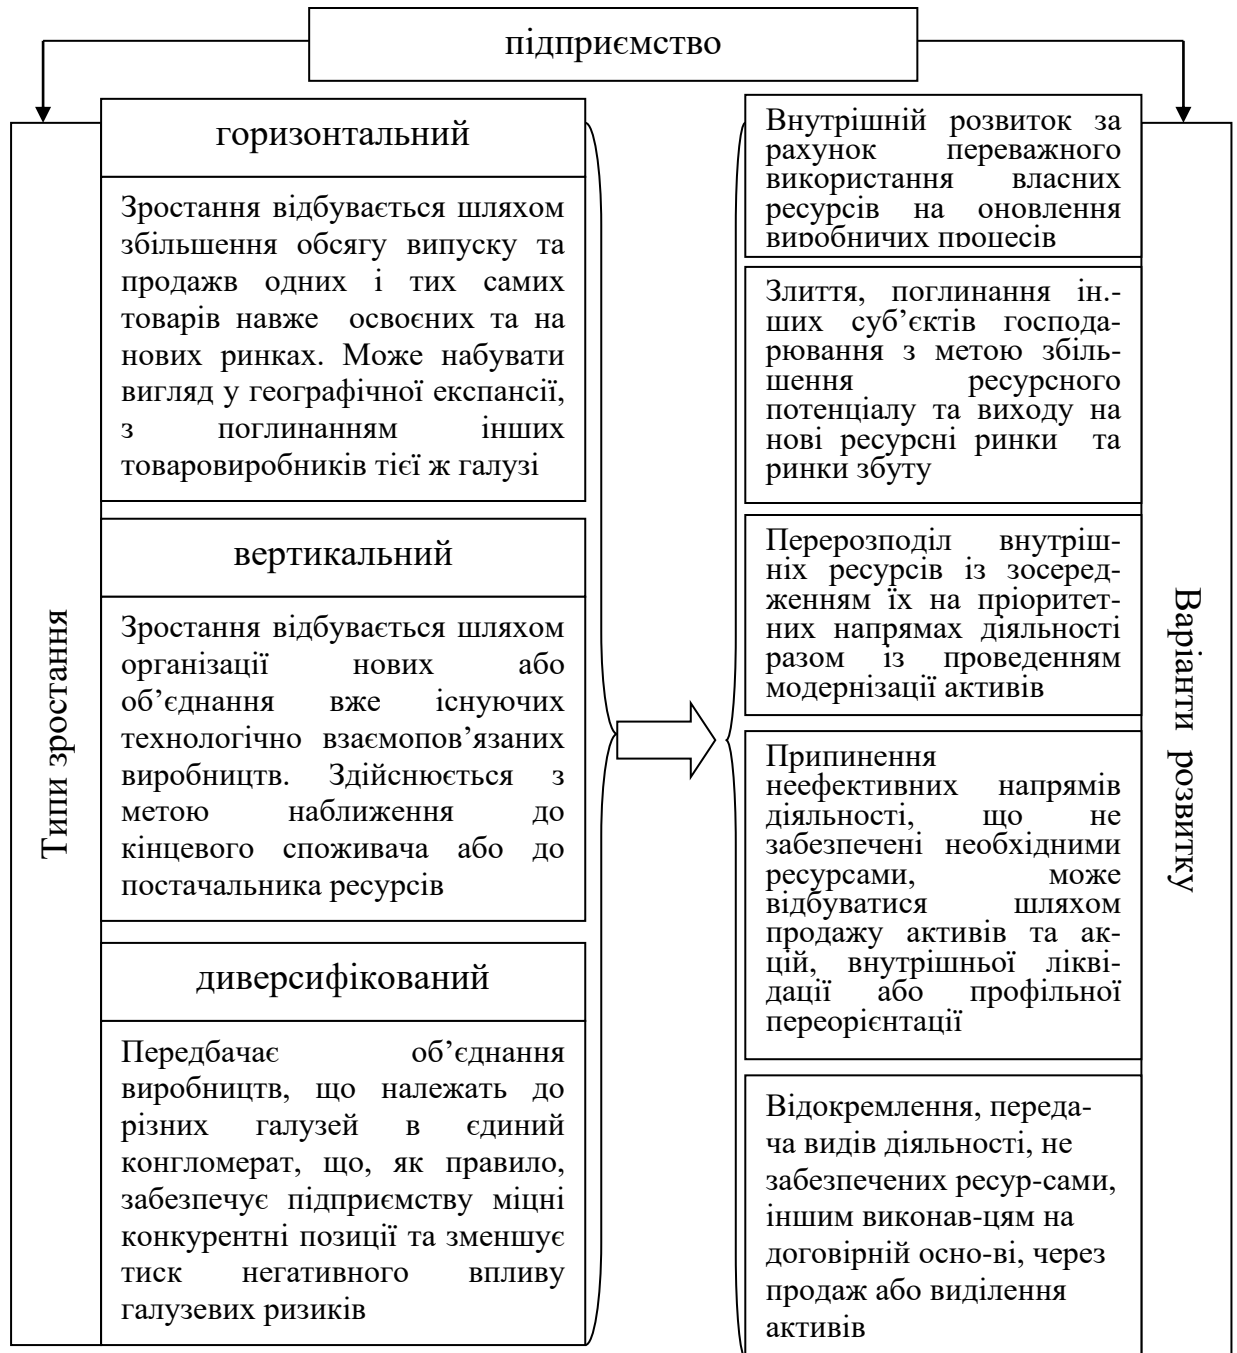 підприємство
Типи зростання
горизонтальний
Зростання відбувається шляхом
збільшення обсягу випуску та
продажв одних і тих самих
товарів навже освоєних та на
нових ринках. Може набувати
вигляд у географічної експансії,
з поглинанням інших
товаровиробників тієї ж галузі
вертикальний
Зростання відбувається шляхом
організації нових або
об’єднання вже існуючих
технологічно взаємопов’язаних
виробництв. Здійснюється з
метою наближення до
кінцевого споживача або до
постачальника ресурсів
диверсифікований
Передбачає об’єднання
виробництв, що належать до
різних галузей в єдиний
конгломерат, що, як правило,
забезпечує підприємству міцні
конкурентні позиції та зменшує
тиск негативного впливу
галузевих ризиків
Внутрішній розвиток за
рахунок переважного
використання власних
ресурсів на оновлення
виробничих процесів
Злиття, поглинання ін.-
ших суб’єктів господа-
рювання з метою збіль-
шення ресурсного
потенціалу та виходу на
нові ресурсні ринки та
ринки збуту
Перерозподіл внутріш-
ніх ресурсів із зосеред-
женням їх на пріоритет-
них напрямах діяльності
разом із проведенням
модернізації активів
Припинення
неефективних напрямів
діяльності, що не
забезпечені необхідними
ресурсами, може
відбуватися шляхом
продажу активів та ак-
цій, внутрішньої лікві-
дації або профільної
переорієнтації
Відокремлення, переда-
ча видів діяльності, не
забезпечених ресур-сами,
іншим виконав-цям на
договірній осно-ві, через
продаж або виділення
активів
Варіанти розвитку